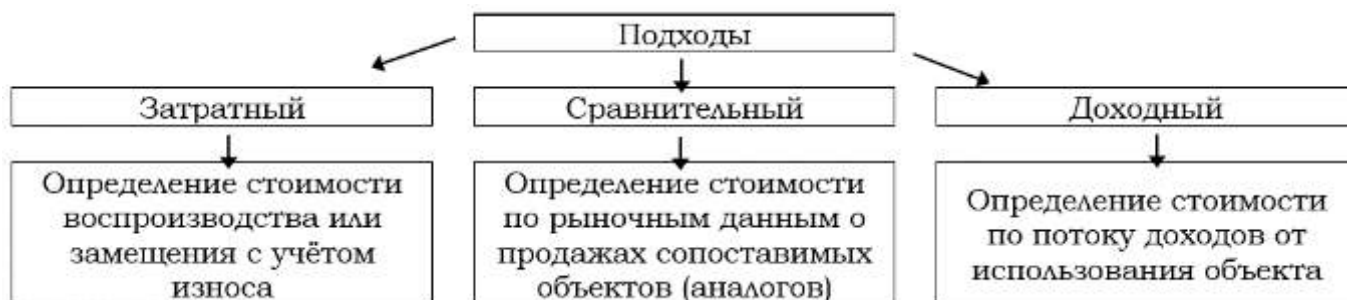 Подходы
Затратный
Сравнительный
Доходный
Определение стоимости
воспроизводства или
замещения с учётом
износа
Определение стоимости
по рыночным данным о
продажах сопоставимых
объектов (аналогов)
Определение стоимости
по потоку доходов от
использования объекта